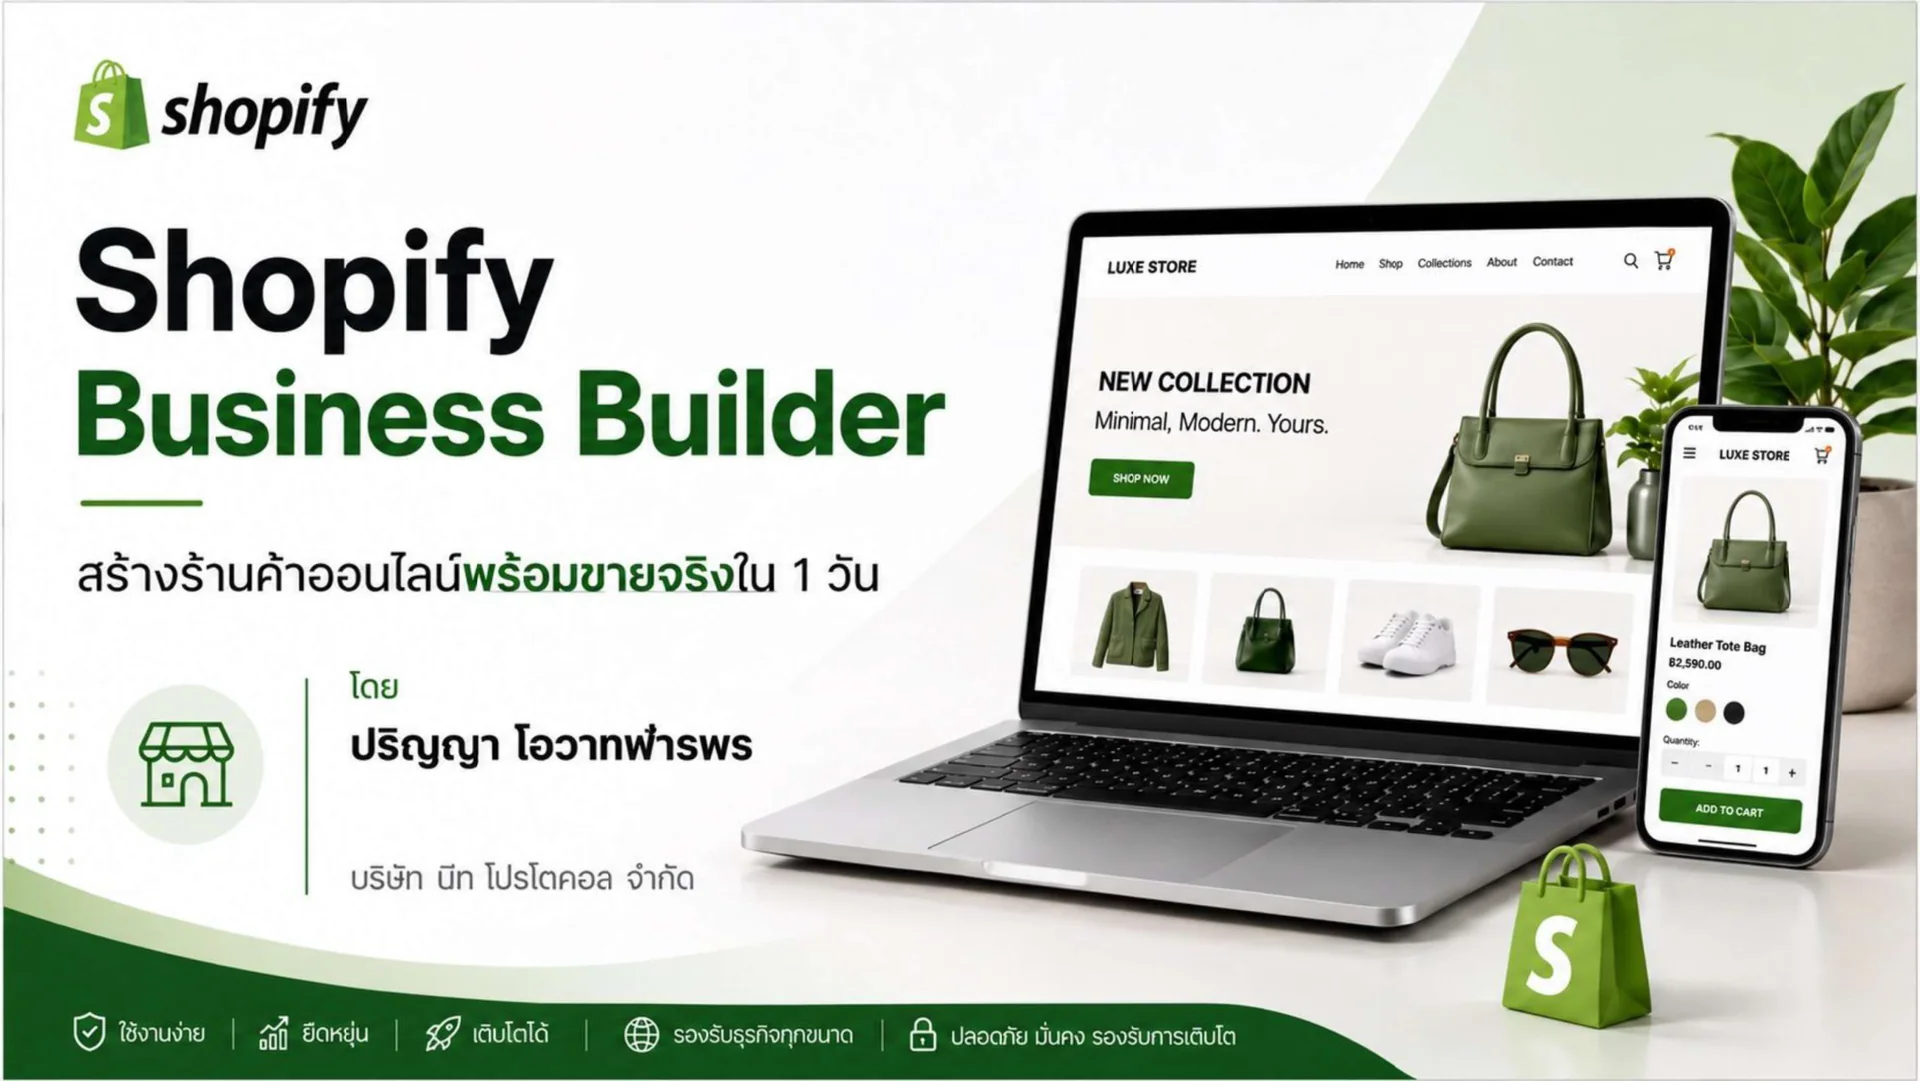 shopify
Shopify
Business Builder
สร้างร้านค้าออนไลน์พร้อมขายจริงใน 1 วัน
โดย
ปริญญา โอวาทฬารพร
บริษัท นีท โปรโตคอล จำกัด
ใช้งานง่าย
ยืดหยุ่น
เติบโตได้
รองรับธุรกิจทุกขนาด
ปลอดภัย มั่นคง รองรับการเติบโต
LUXE STORE
Home Shop Collections About Contact
NEW COLLECTION
Minimal, Modern. Yours.
SHOP NOW
LUXE STORE
Leather Tote Bag
฿2,590.00
Color
Quantity:
- - 1 1 +
ADD TO CART
S